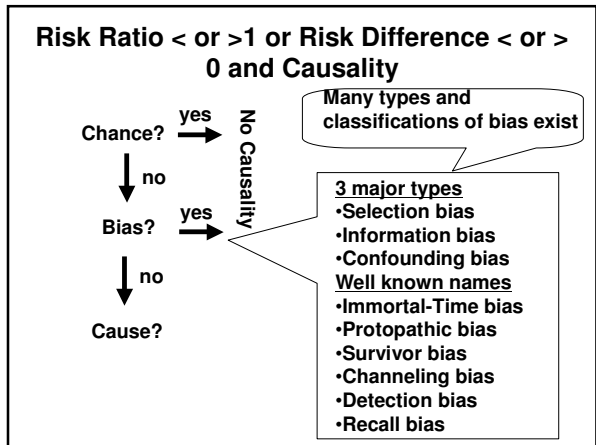 Risk Ratio < or >1 or Risk Difference < or >
0 and Causality
Many types and
classifications of bias exist
Chance?
yes
No Causality
no
Bias?
yes
no
Cause?
3 major types
•Selection bias
•Information bias
•Confounding bias
Well known names
•Immortal-Time bias
•Protopathic bias
•Survivor bias
•Channeling bias
•Detection bias
•Recall bias